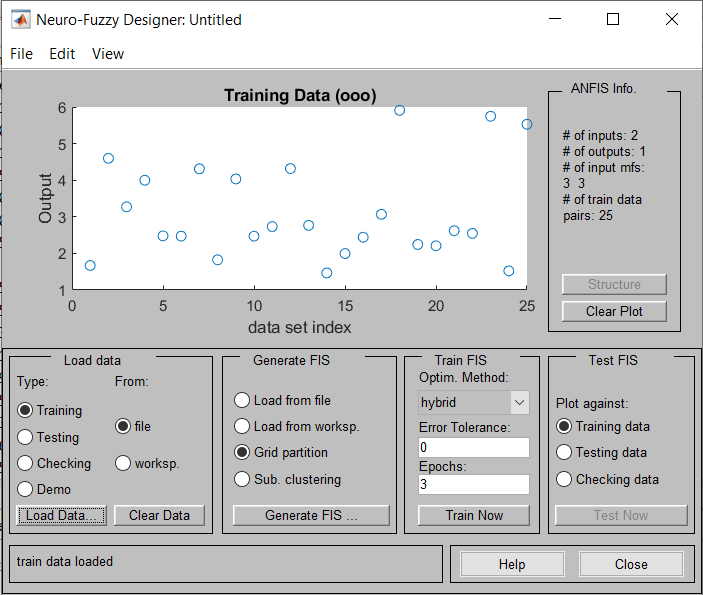 Neuro-Fuzzy Designer: Untitled
File Edit View
Training Data (ooo)
6
5
4
3
2
1
Output
0 5 10 15 20 25
data set index
ANFIS Info.
# of inputs: 2
# of outputs: 1
# of input mfs:
3 3
# of train data
pairs: 25
Structure
Clear Plot
Load data
Type: From:
Training
file
Testing
Checking
worksp.
Demo
Load Data... Clear Data
Generate FIS
Load from file
Load from worksp.
Grid partition
Sub. clustering
Generate FIS ...
Train FIS
Optim. Method:
hybrid
Error Tolerance:
0
Epochs:
3
Train Now
Test FIS
Plot against:
Training data
Testing data
Checking data
Test Now
train data loaded
Help Close